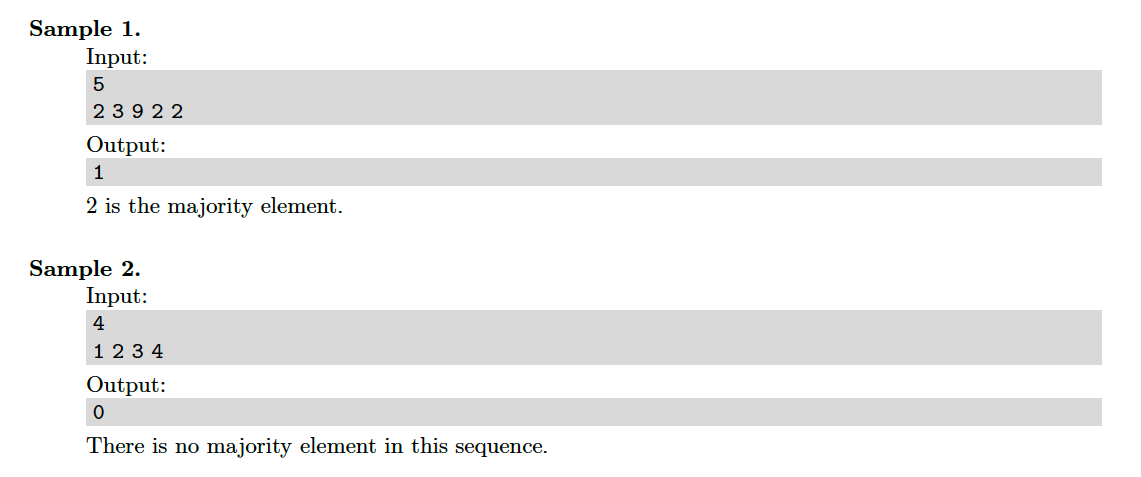 Sample 1.
Input:
5
2 3 9 2 2
Output:
1
2 is the majority element.
Sample 2.
Input:
4
1 2 3 4
Output:
0
There is no majority element in this sequence.